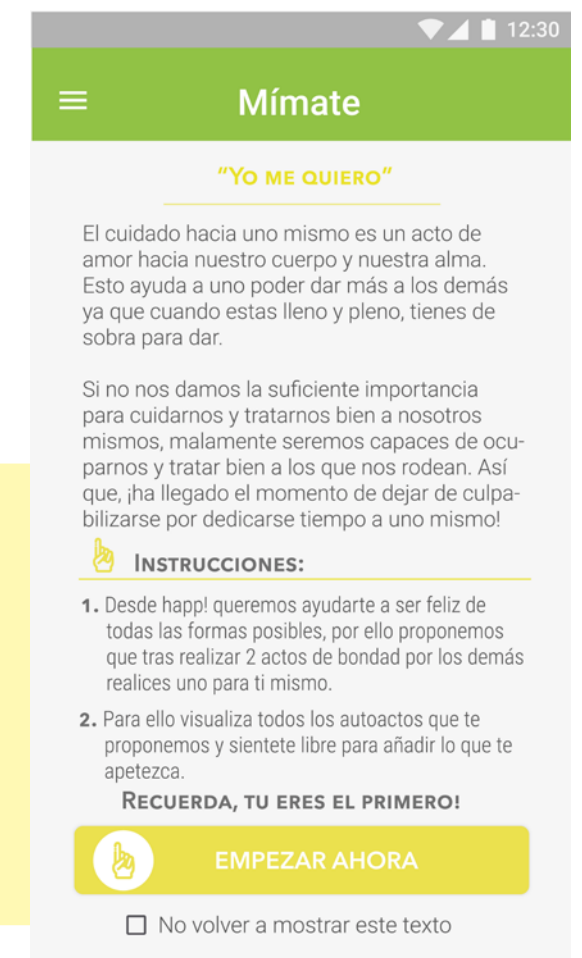 12:30
Mímate
“Yo me quiero”
El cuidado hacia uno mismo es un acto de
amor hacia nuestro cuerpo y nuestra alma.
Esto ayuda a uno poder dar más a los demás
ya que cuando estas lleno y pleno, tienes de
sobra para dar.
Si no nos damos la suficiente importancia
para cuidarnos y tratarnos bien a nosotros
mismos, malamente seremos capaces de ocu-
parnos y tratar bien a los que nos rodean. Así
que, ¡ha llegado el momento de dejar de culpa-
bilizarse por dedicarse tiempo a uno mismo!
Instrucciones:
1. Desde happ! queremos ayudarte a ser feliz de
todas las formas posibles, por ello proponemos
que tras realizar 2 actos de bondad por los demás
realices uno para ti mismo.
2. Para ello visualiza todos los autoactos que te
proponemos y sientete libre para añadir lo que te
apetezca.
Recuerda, tu eres el primero!
EMPEZAR AHORA
No volver a mostrar este texto